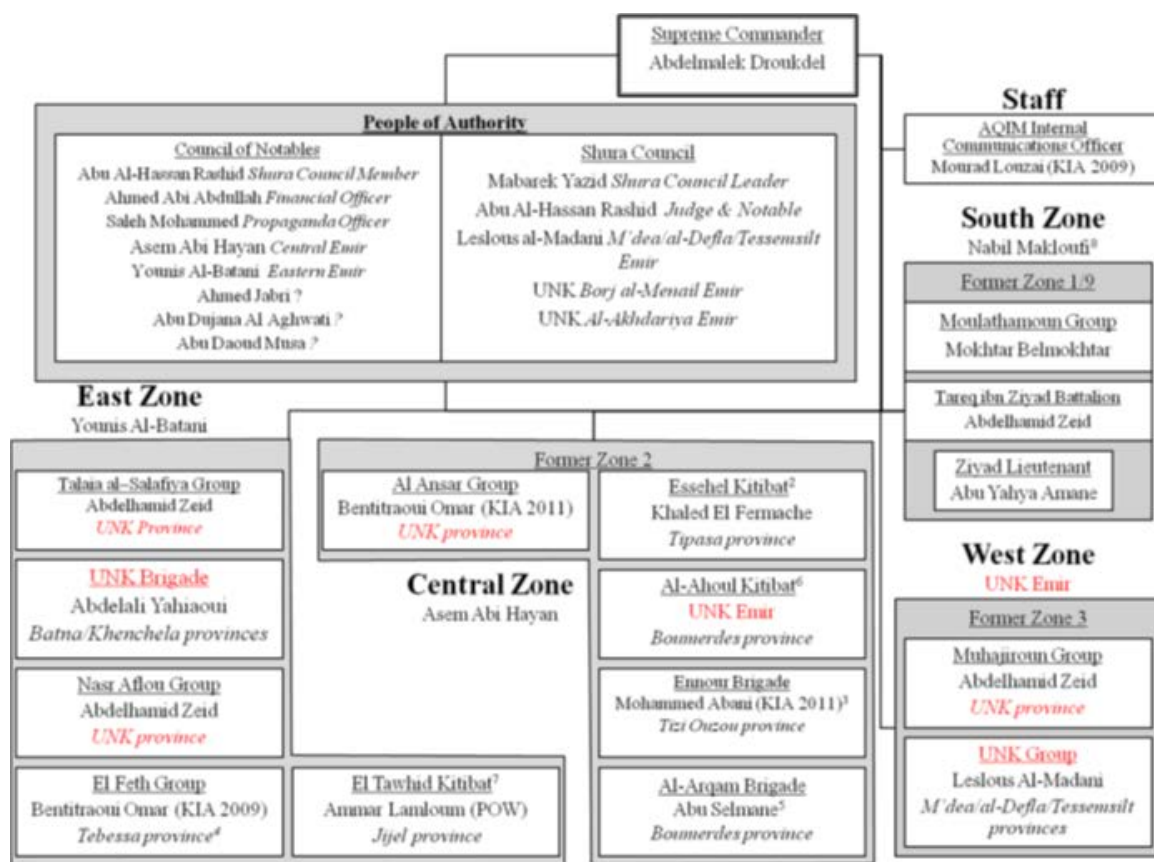 Supreme Commander
Abdelmalek Droukdel
People of Authority
Council of Notables
Abu Al-Hassan Rashid Shura Council Member
Ahmed Abi Abdullah Financial Officer
Saleh Mohammed Propaganda Officer
Asem Abi Hayan Central Emir
Younis Al-Batani Eastern Emir
Ahmed Jabri ?
Abu Dujana Al Aghwati ?
Abu Daoud Musa ?
Shura Council
Mabarek Yazid Shura Council Leader
Abu Al-Hassan Rashid Judge & Notable
Leslous al-Madani M'dea/al-Defla/Tessemsilt
Emir
UNK Borj al-Menail Emir
UNK Al-Akhdariya Emir
Staff
AQIM Internal
Communications Officer
Mourad Louzai (KIA 2009)
South Zone
Nabil Makloufi⁸
Former Zone 1/9
Moulathamoun Group
Mokhtar Belmokhtar
Tareq ibn Ziyad Battalion
Abdelhamid Zeid
Ziyad Lieutenant
Abu Yahya Amane
East Zone
Younis Al-Batani
Talaia al-Salafiya Group
Abdelhamid Zeid
UNK Province
UNK Brigade
Abdelali Yahiaoui
Batna/Khenchela provinces
Nasr Aflou Group
Abdelhamid Zeid
UNK province
El Feth Group
Bentitraoui Omar (KIA 2009)
Tebessa province⁴
El Tawhid Kitibat⁷
Ammar Lamloum (POW)
Jijel province
Central Zone
Asem Abi Hayan
Former Zone 2
Al Ansar Group
Bentitraoui Omar (KIA 2011)
UNK province
Essehel Kitibat²
Khaled El Fermache
Tipasa province
Al-Ahoul Kitibat⁶
UNK Emir
Boumerdes province
Ennour Brigade
Mohammed Abani (KIA 2011)³
Tizi Ouzou province
Al-Arqam Brigade
Abu Selmane⁵
Boumerdes province
West Zone
UNK Emir
Former Zone 3
Muhajiroun Group
Abdelhamid Zeid
UNK province
UNK Group
Leslous Al-Madani
M'dea/al-Defla/Tessemsilt
provinces